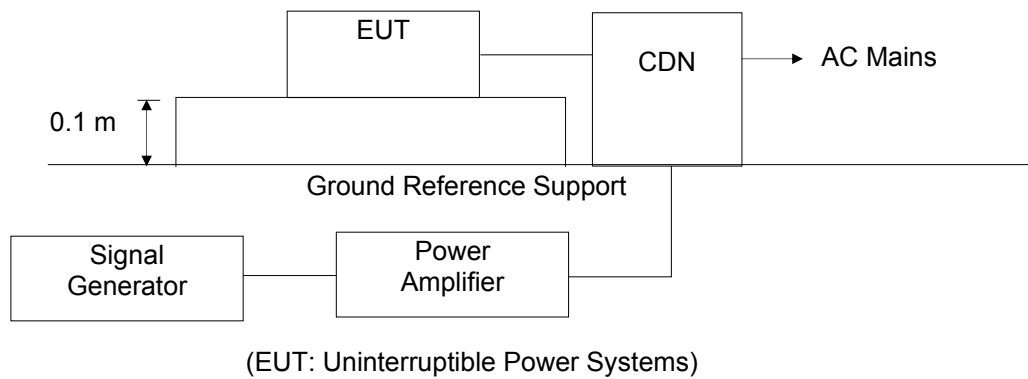 EUT
CDN
AC Mains
0.1 m
Ground Reference Support
Signal
Generator
Power
Amplifier
(EUT: Uninterruptible Power Systems)